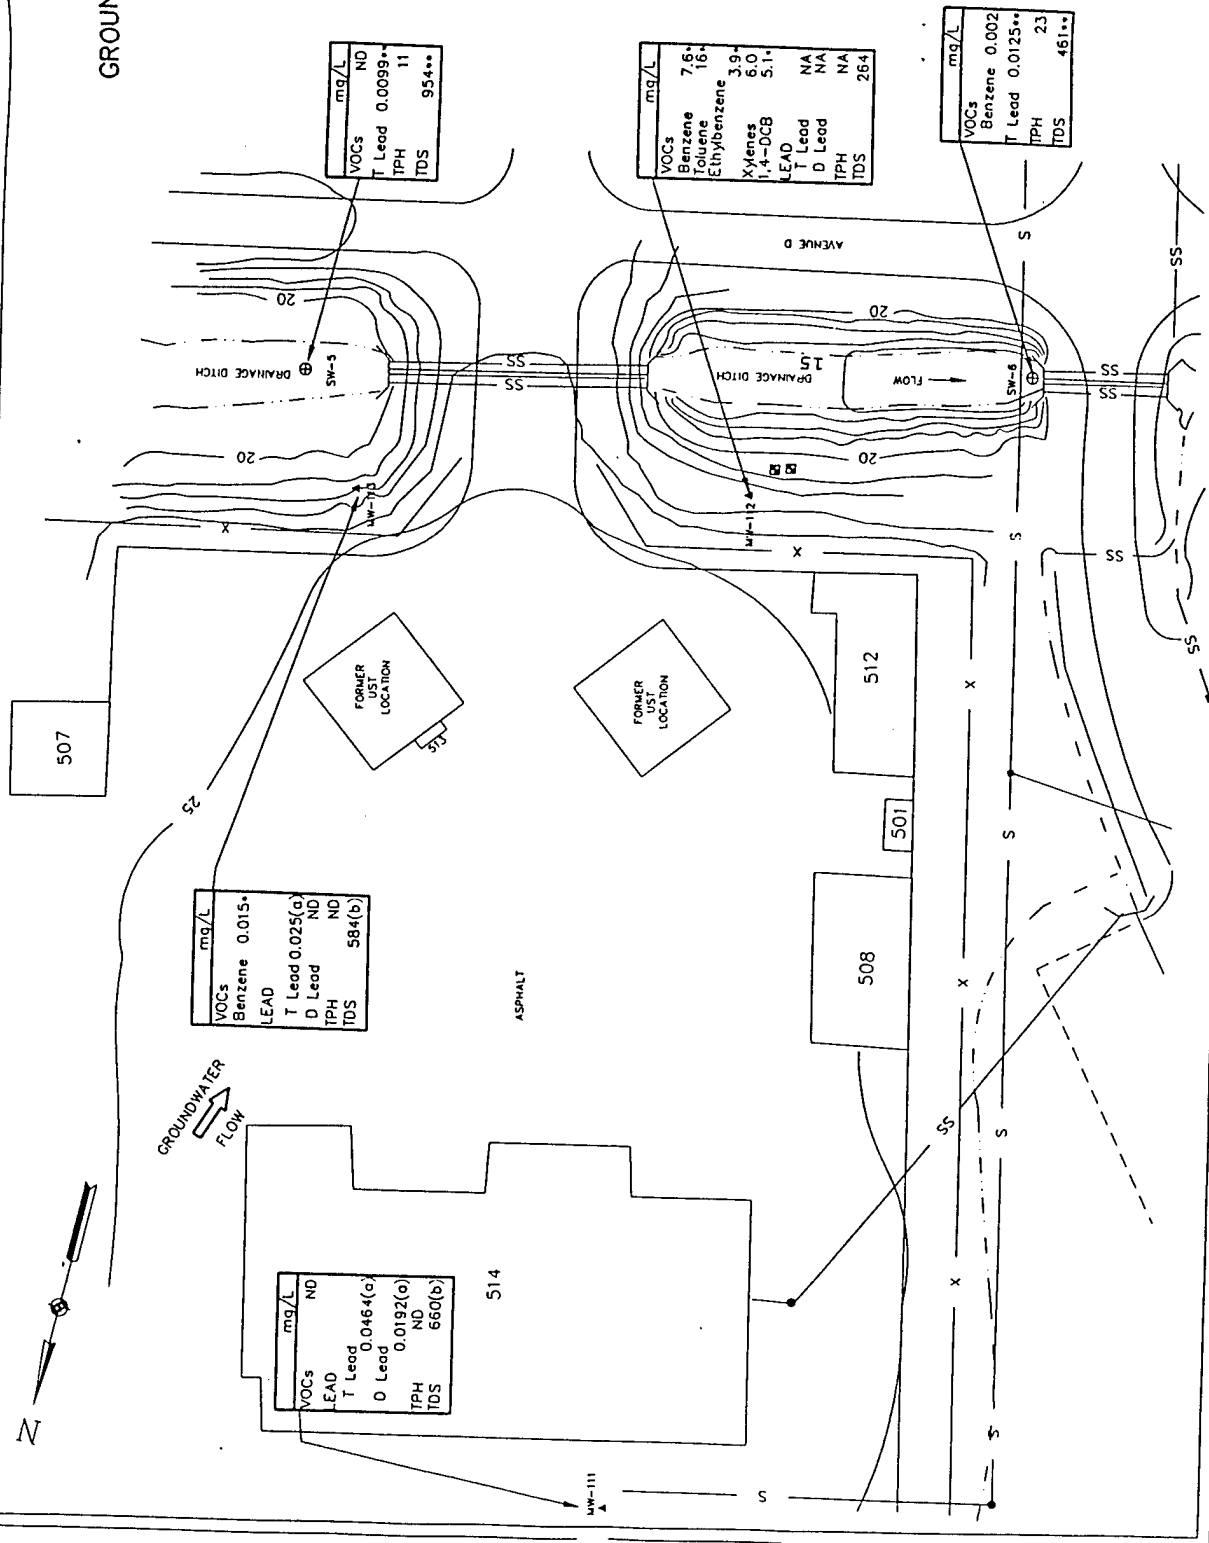 GROUN
mg/L
VOCs ND
T Lead 0.0099**
TPH 11
TDS 954**
mg/L
VOCs
Benzene 7.6*
Toluene 16*
Ethylbenzene 3.9*
Xylenes 6.0
1,4-DCB 5.1*
LEAD
T Lead NA
D Lead NA
TPH NA
TDS 264
mg/L
VOCs
Benzene 0.002
T Lead 0.0125**
TPH 23
TDS 461**
AVENUE D
20
DRAINAGE DITCH
SW-5
20
SS
SS
20
15
DRAINAGE DITCH
FLOW
SW-6
20
SS
SS
SS
S
S
MW-113
MW-112
X
X
S
SS
SS
507
FORMER
UST
LOCATION
513
FORMER
UST
LOCATION
512
X
25
501
S
mg/L
VOCs
Benzene 0.015*
LEAD
T Lead 0.025(a)
D Lead ND
TPH ND
TDS 584(b)
ASPHALT
508
X
GROUNDWATER
FLOW
SS
S
514
mg/L
VOCs ND
LEAD
T Lead
0.0464(a)
D Lead
0.0192(a)
TPH ND
TDS 660(b)
X
N
S
MW-111
S